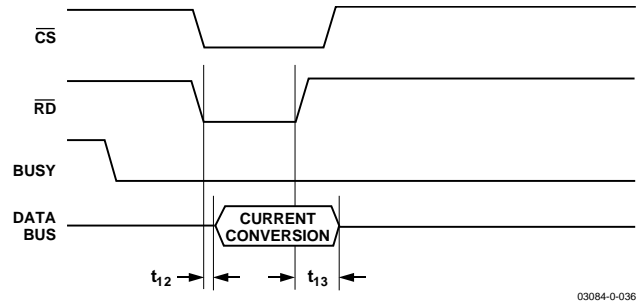 CS
RD
BUSY
DATA
BUS
CURRENT
CONVERSION
t12
t13
03084-0-036